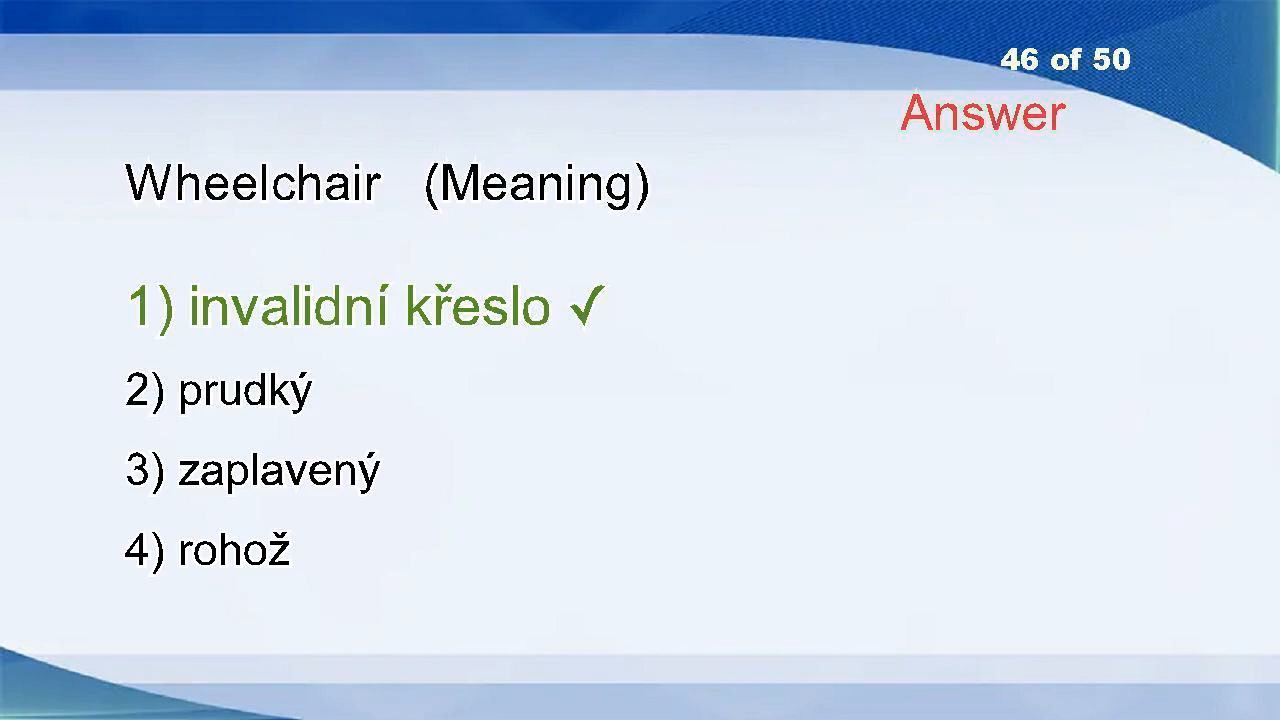 46 of 50
Answer
Wheelchair (Meaning)
1) invalidní křeslo ✓
2) prudký
3) zaplavený
4) rohož